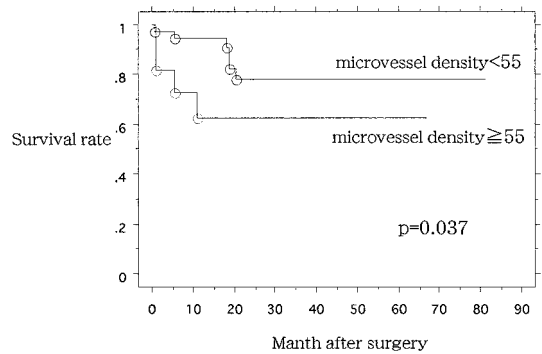 1
.8
.6
.4
.2
0
Survival rate
microvessel density<55
microvessel density≧55
p=0.037
0 10 20 30 40 50 60 70 80 90
Manth after surgery